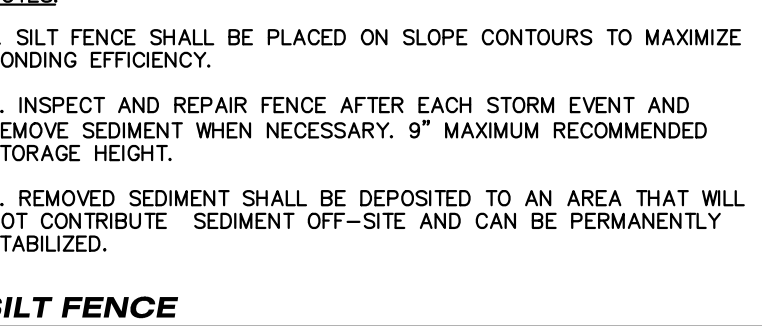 . SILT FENCE SHALL BE PLACED ON SLOPE CONTOURS TO MAXIMIZE
ONDING EFFICIENCY.
. INSPECT AND REPAIR FENCE AFTER EACH STORM EVENT AND
EMOVE SEDIMENT WHEN NECESSARY. 9" MAXIMUM RECOMMENDED
TORAGE HEIGHT.
. REMOVED SEDIMENT SHALL BE DEPOSITED TO AN AREA THAT WILL
OT CONTRIBUTE SEDIMENT OFF-SITE AND CAN BE PERMANENTLY
TABILIZED.
SILT FENCE